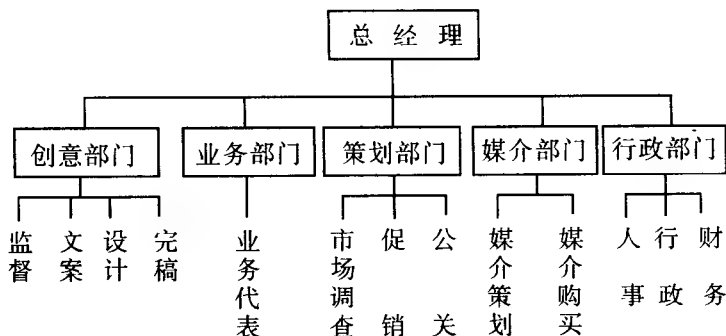 总经理
创意部门
业务部门
策划部门
媒介部门
行政部门
监督
文案
设计
完稿
业务代表
市场调查
促销
公关
媒介策划
媒介购买
人事
行政
财务